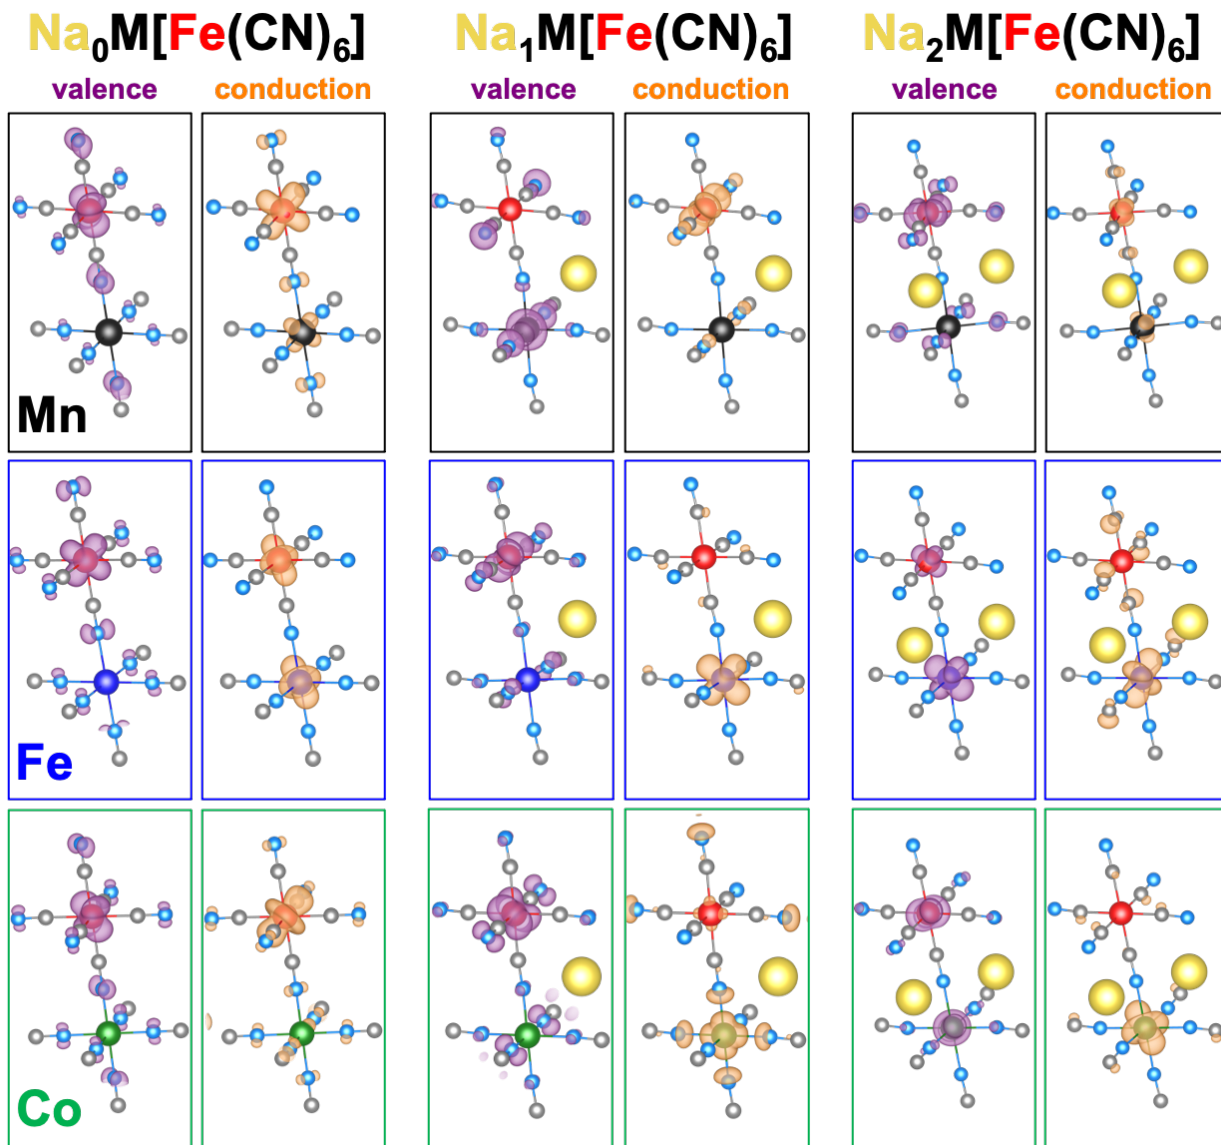 Na₀M[Fe(CN)₆] Na₁M[Fe(CN)₆] Na₂M[Fe(CN)₆]
valence conduction valence conduction valence conduction
Mn
Fe
Co